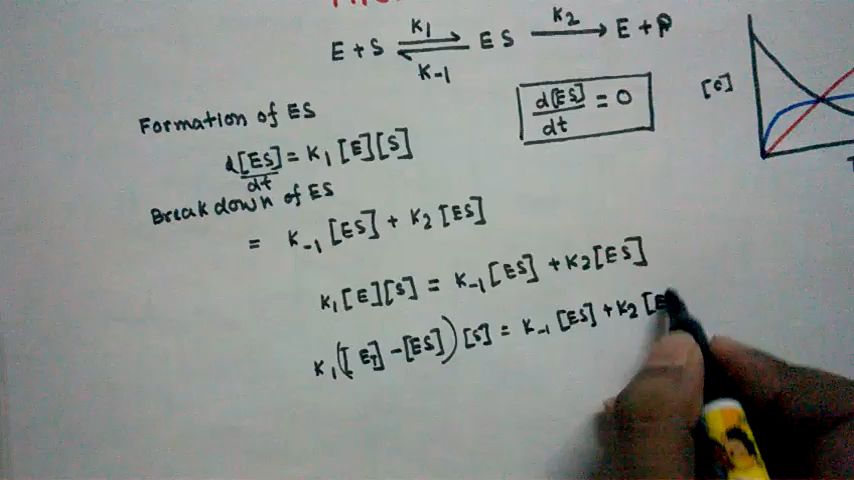 E + S ⇌ ES → E + P
K1 K-1 K2
d[ES]/dt = 0
[c]
Formation of ES
d[ES]/dt = K1 [E][S]
Breakdown of ES
= K-1 [ES] + K2 [ES]
K1 [E][S] = K-1 [ES] + K2 [ES]
K1 ([ET] - [ES]) [S] = K-1 [ES] + K2 [E